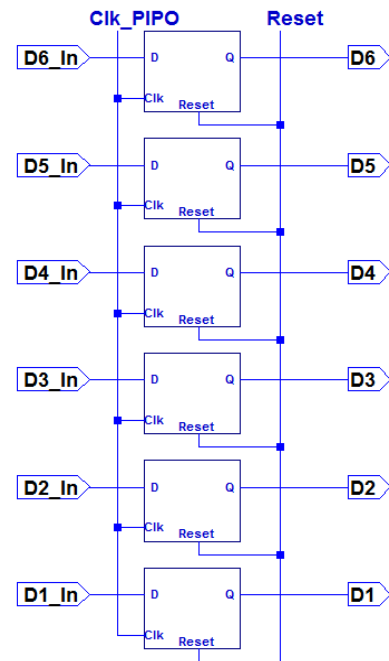 Clk_PIPO Reset
D6_In D Q D6
Clk
Reset
D5_In D Q D5
Clk
Reset
D4_In D Q D4
Clk
Reset
D3_In D Q D3
Clk
Reset
D2_In D Q D2
Clk
Reset
D1_In D Q D1
Clk
Reset